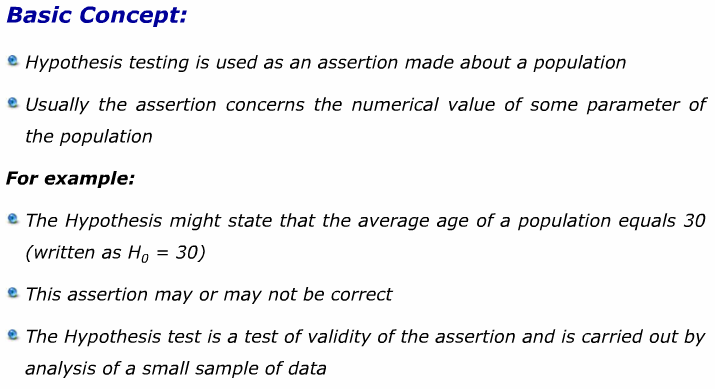 Basic Concept:
Hypothesis testing is used as an assertion made about a population
Usually the assertion concerns the numerical value of some parameter of
the population
For example:
The Hypothesis might state that the average age of a population equals 30
(written as H₀ = 30)
This assertion may or may not be correct
The Hypothesis test is a test of validity of the assertion and is carried out by
analysis of a small sample of data